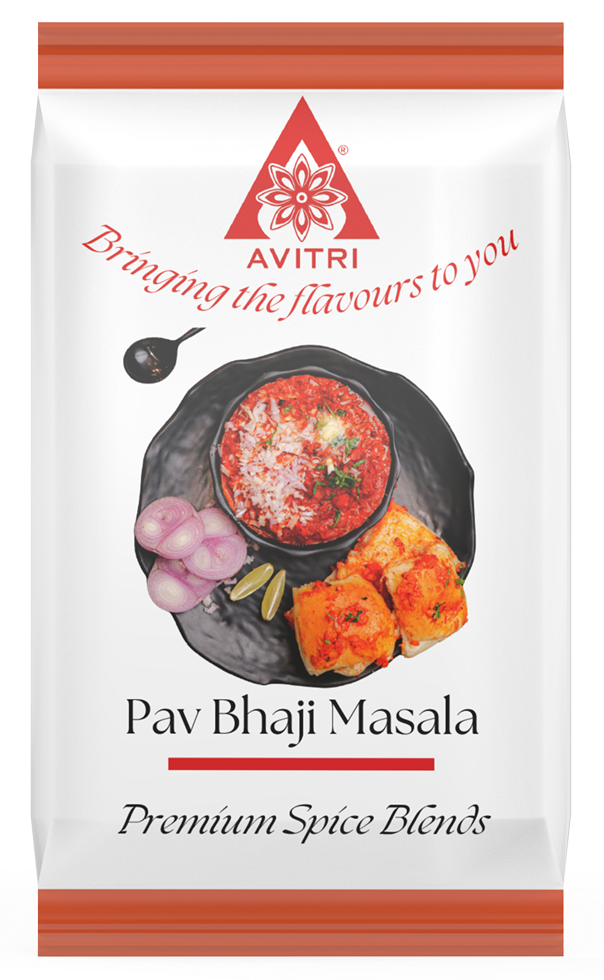 ®
AVITRI
Bringing the flavours to you
Pav Bhaji Masala
Premium Spice Blends